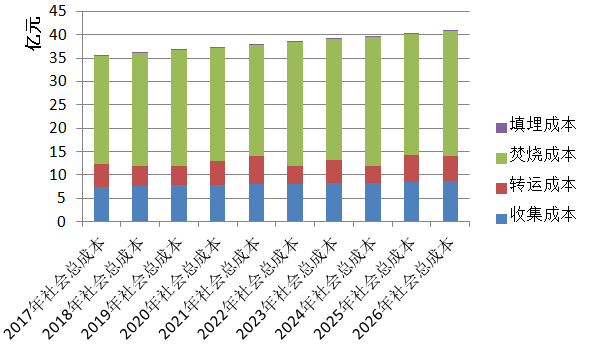 亿元
45
40
35
30
25
20
15
10
5
0
2017年社会总成本
2018年社会总成本
2019年社会总成本
2020年社会总成本
2021年社会总成本
2022年社会总成本
2023年社会总成本
2024年社会总成本
2025年社会总成本
2026年社会总成本
填埋成本
焚烧成本
转运成本
收集成本